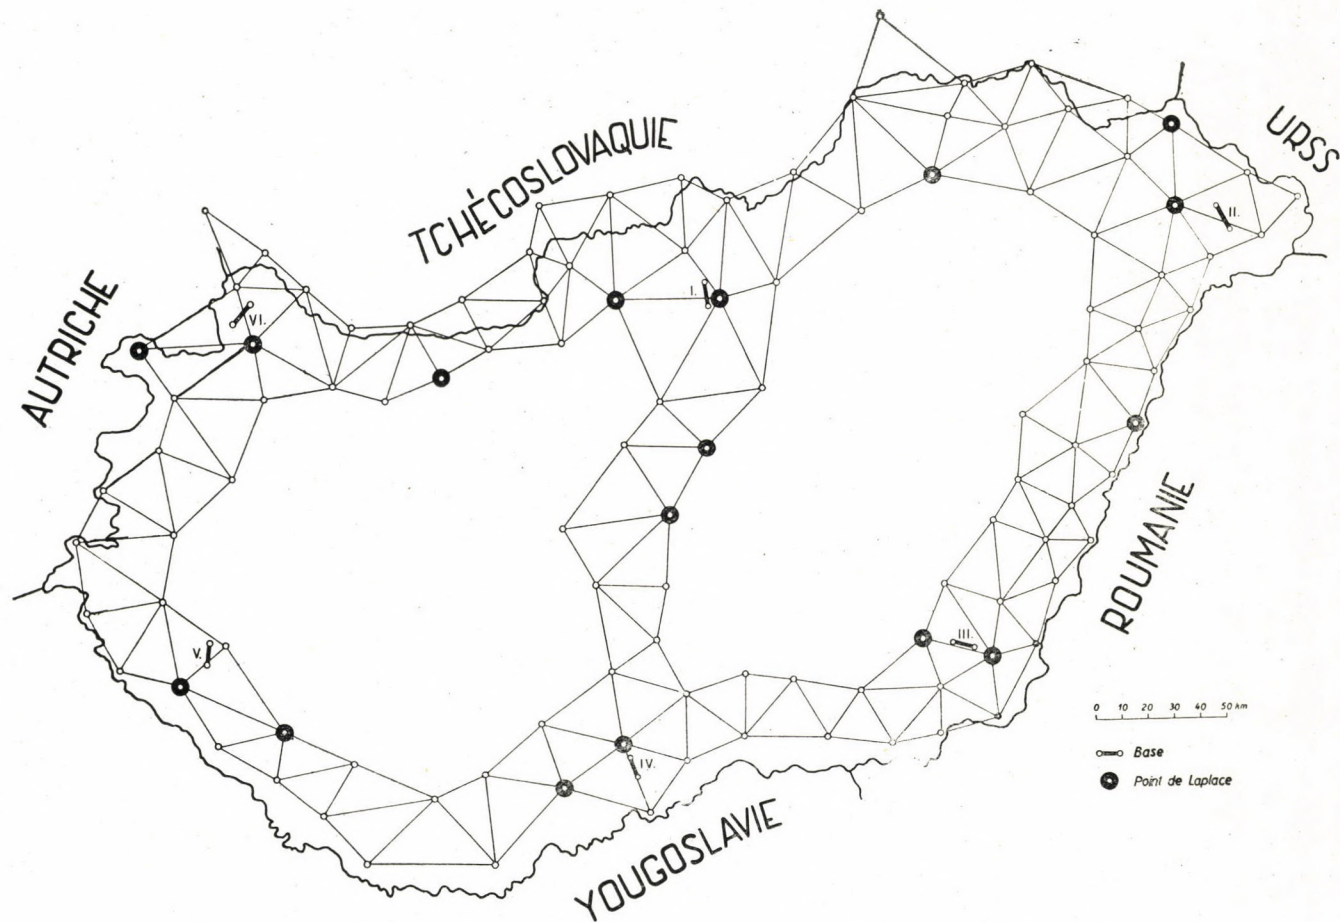 TCHÉCOSLOVAQUIE
URSS
AUTRICHE
ROUMANIE
YOUGOSLAVIE
I.
II.
III.
IV.
V.
VI.
0 10 20 30 40 50 km
Base
Point de Laplace